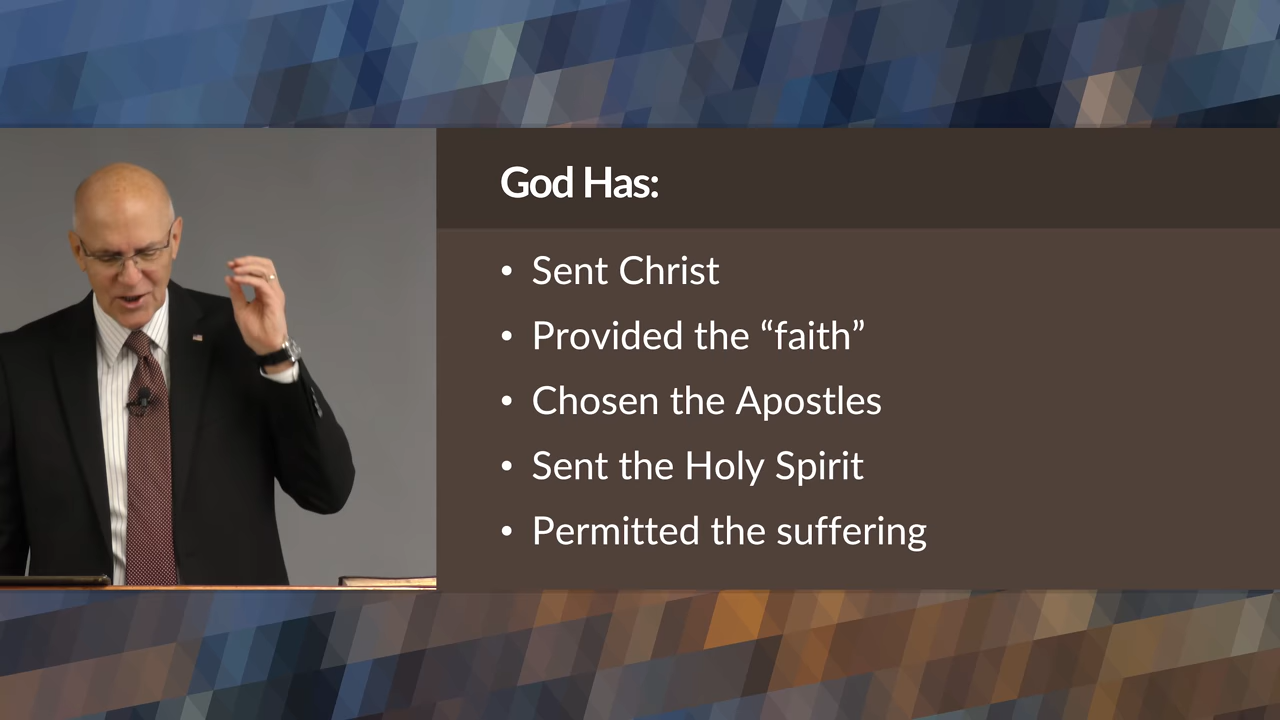 God Has:
• Sent Christ
• Provided the “faith”
• Chosen the Apostles
• Sent the Holy Spirit
• Permitted the suffering